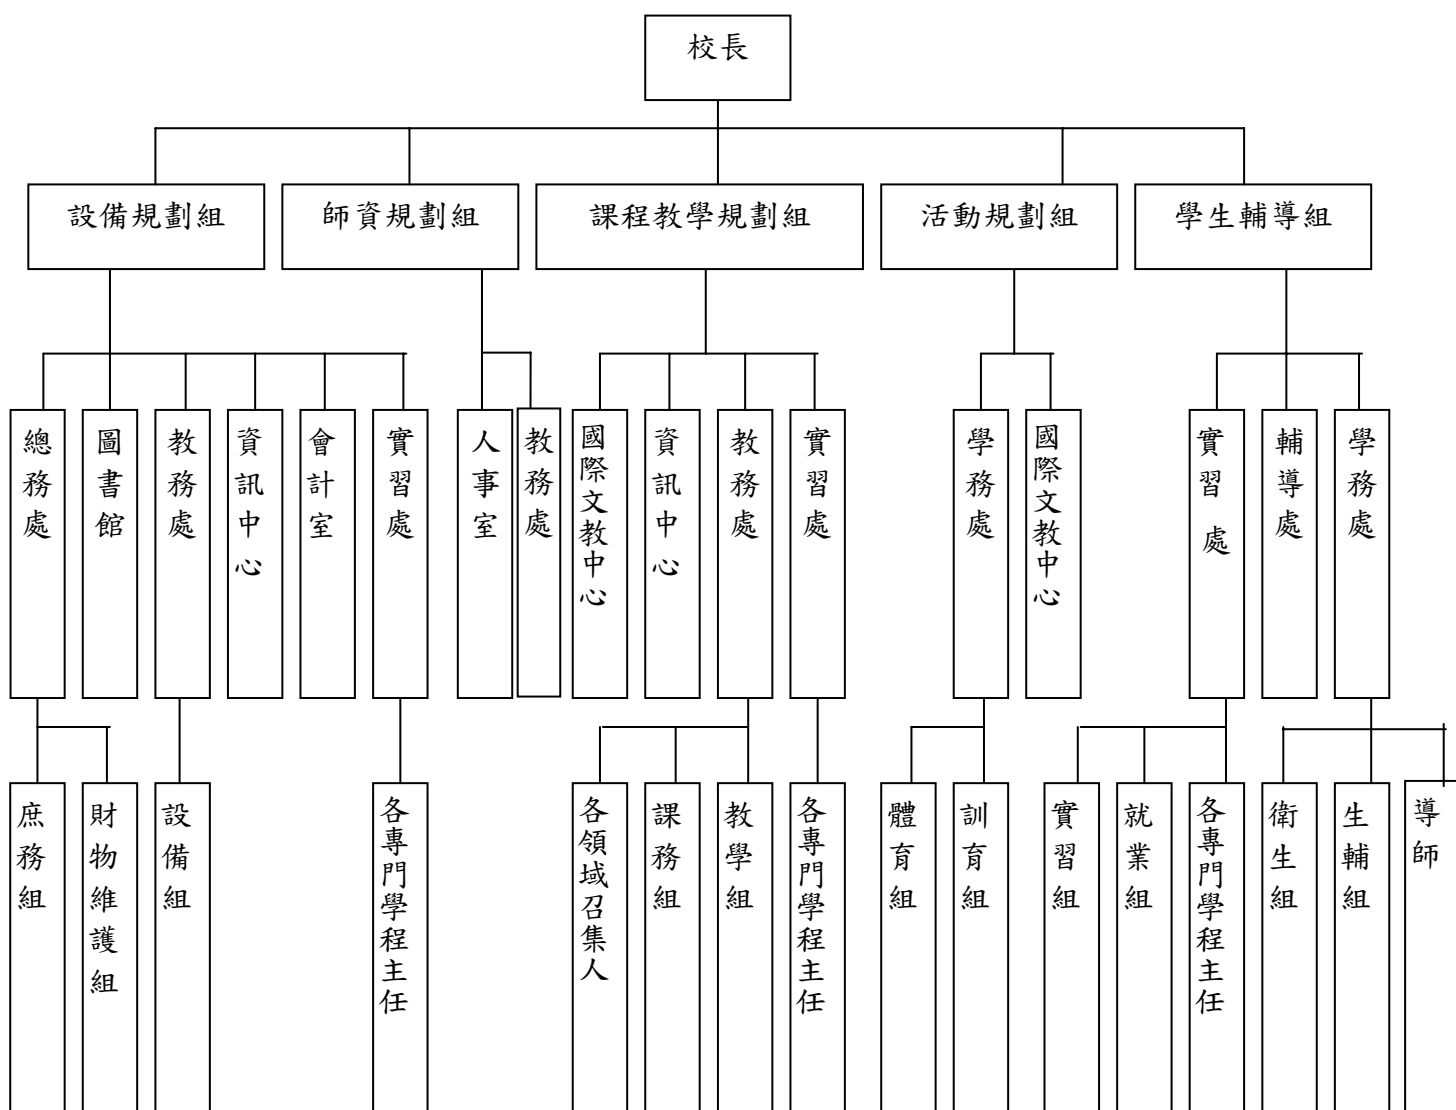 校長
設備規劃組
師資規劃組
課程教學規劃組
活動規劃組
學生輔導組
總務處
圖書館
教務處
資訊中心
會計室
實習處
人事室
教務處
國際文教中心
資訊中心
教務處
實習處
學務處
國際文教中心
實習處
輔導處
學務處
庶務組
財物維護組
設備組
各專門學程主任
各領域召集人
課務組
教學組
各專門學程主任
體育組
訓育組
實習組
就業組
各專門學程主任
衛生組
生輔組
導師